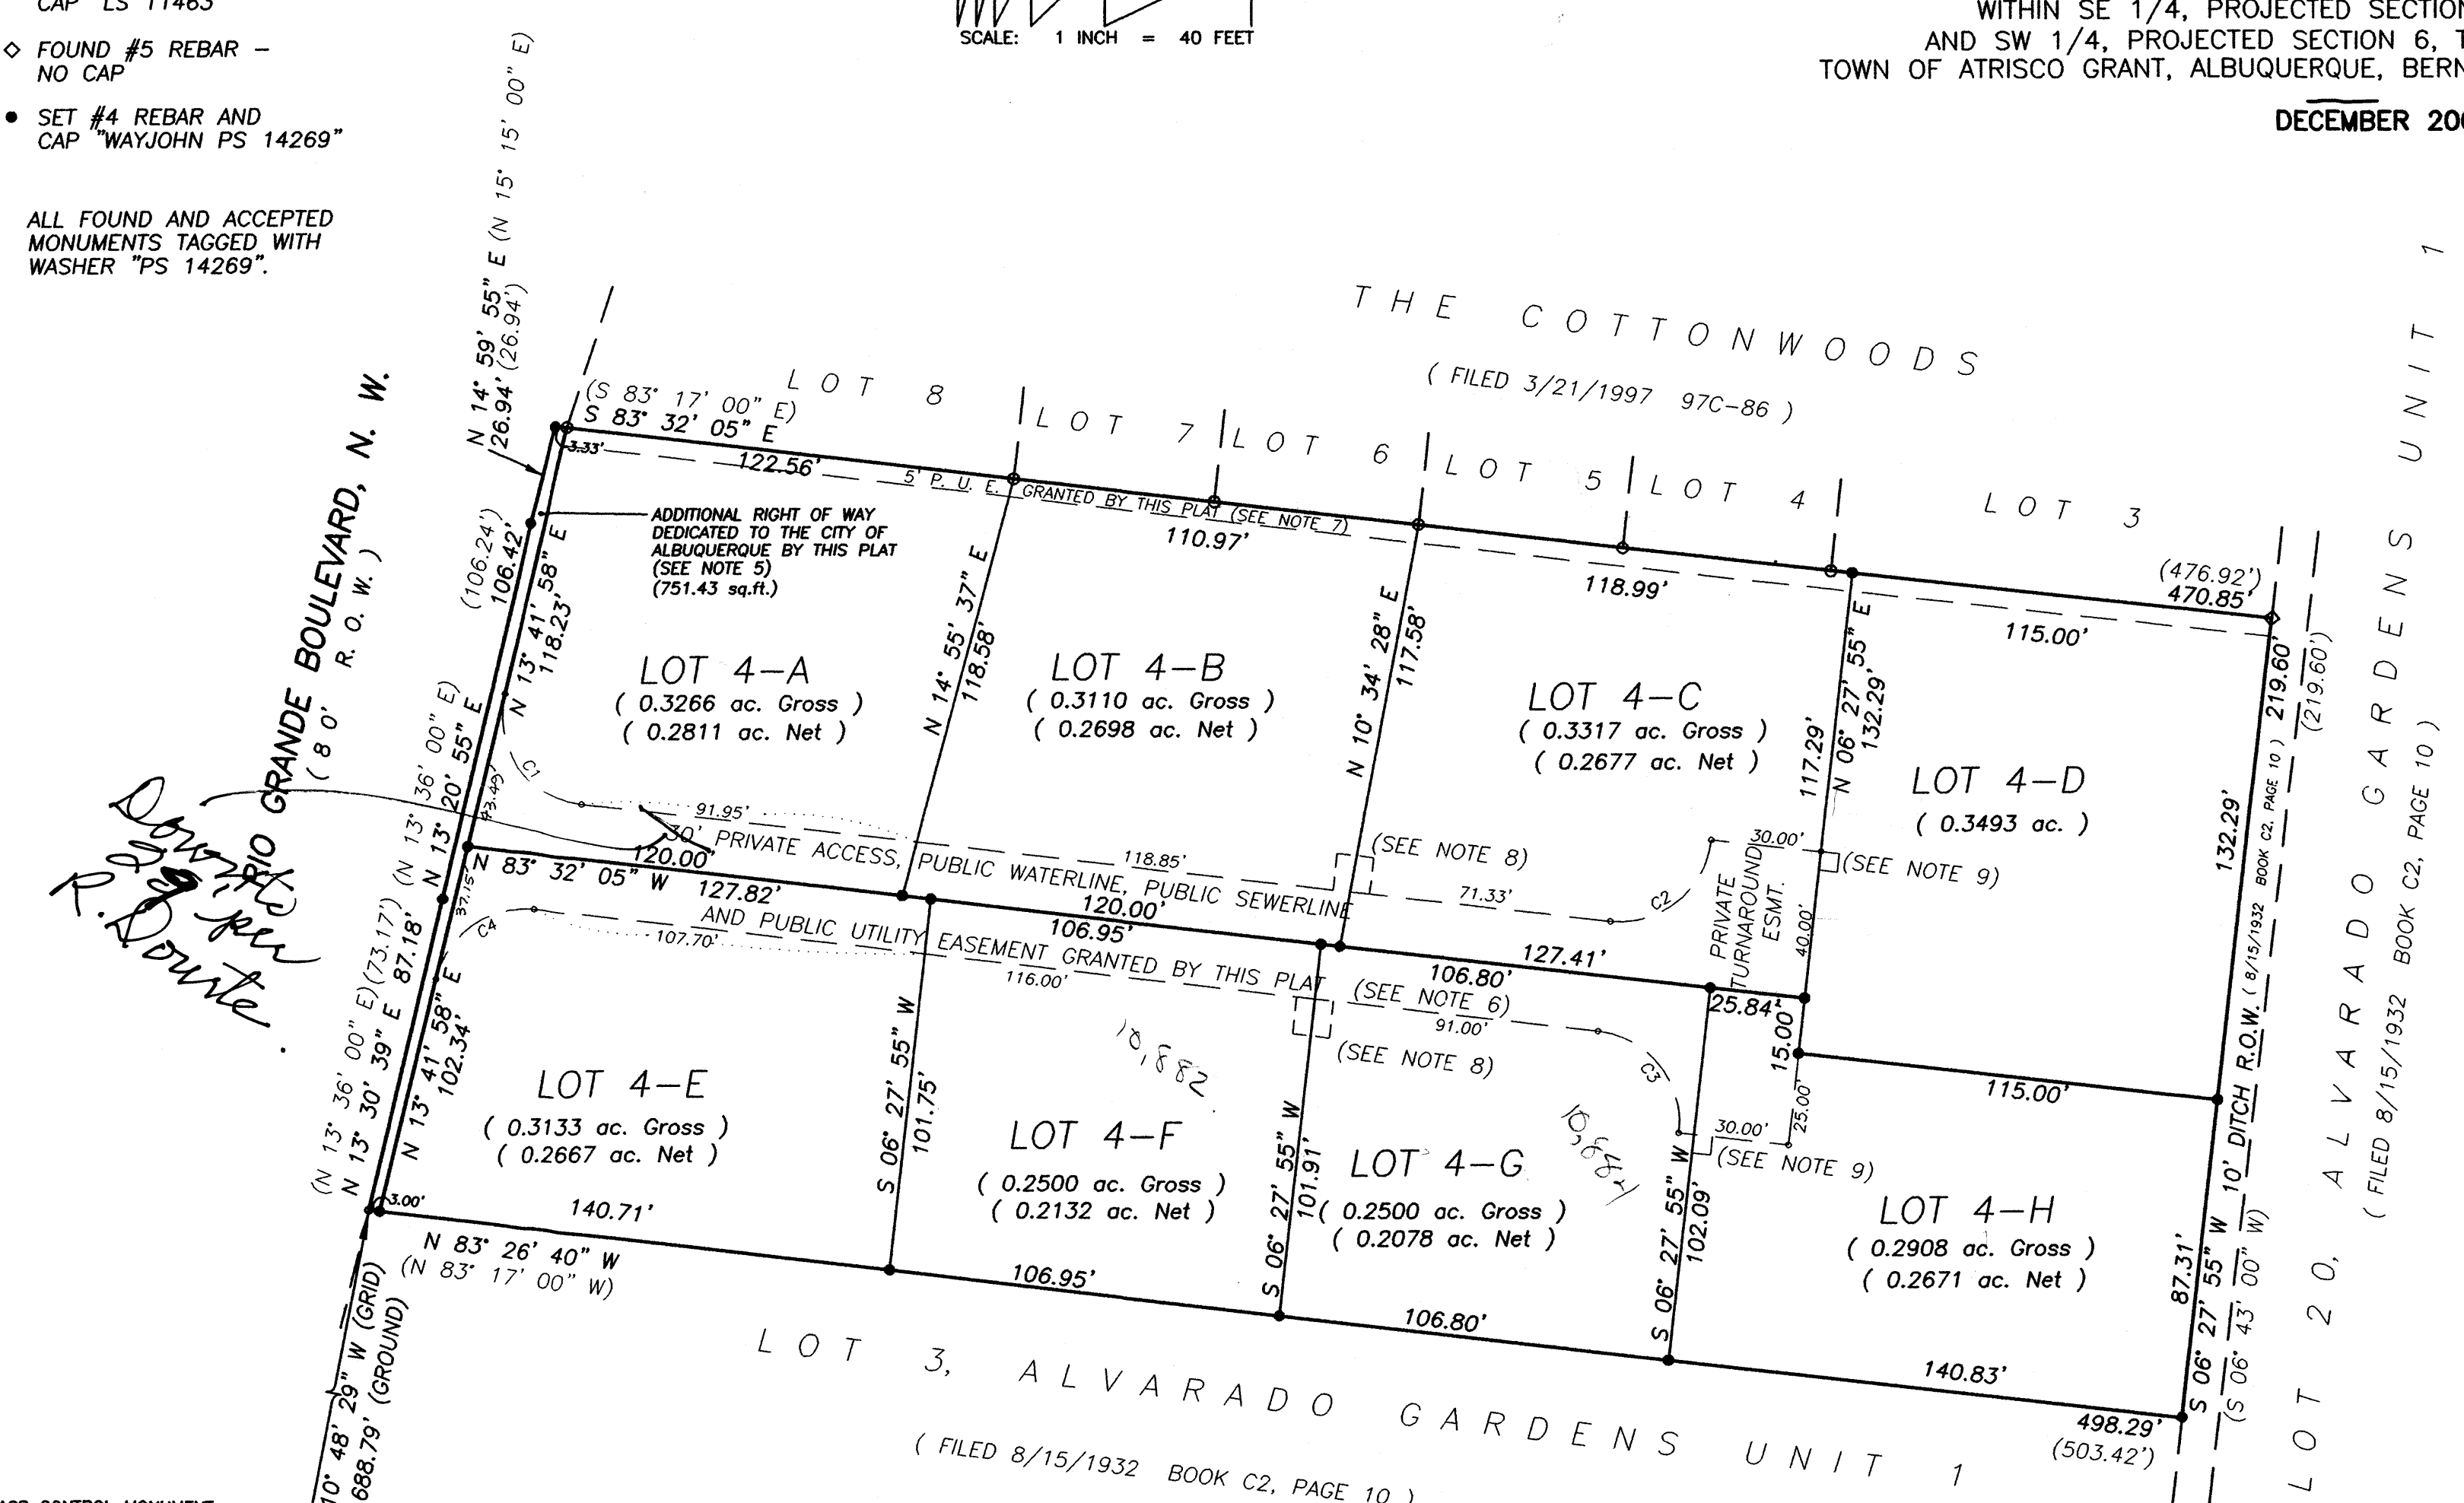 CAP "LS 11463"
◇ FOUND #5 REBAR –
NO CAP
● SET #4 REBAR AND
CAP "WAYJOHN PS 14269"
ALL FOUND AND ACCEPTED
MONUMENTS TAGGED WITH
WASHER "PS 14269".
SCALE: 1 INCH = 40 FEET
WITHIN SE 1/4, PROJECTED SECTION
AND SW 1/4, PROJECTED SECTION 6, T
TOWN OF ATRISCO GRANT, ALBUQUERQUE, BERN
DECEMBER 200
N 14° 59' 55" E (N 15° 15' 00" E)
26.94' (26.94')
RIO GRANDE BOULEVARD, N. W.
( 8 0' R. O. W. )
THE COTTONWOODS
( FILED 3/21/1997 97C-86 )
LOT 8
LOT 7
LOT 6
LOT 5
LOT 4
LOT 3
(S 83° 17' 00" E)
S 83° 32' 05" E
3.33'
122.56'
5' P. U. E. GRANTED BY THIS PLAT (SEE NOTE 7)
110.97'
118.99'
115.00'
(476.92')
470.85'
ADDITIONAL RIGHT OF WAY
DEDICATED TO THE CITY OF
ALBUQUERQUE BY THIS PLAT
(SEE NOTE 5)
(751.43 sq.ft.)
(106.24')
106.42'
N 13° 41' 58" E
118.23'
N 14° 55' 37" E
118.58'
N 10° 34' 28" E
117.58'
117.29'
N 06° 27' 55" E
132.29'
LOT 4-A
( 0.3266 ac. Gross )
( 0.2811 ac. Net )
LOT 4-B
( 0.3110 ac. Gross )
( 0.2698 ac. Net )
LOT 4-C
( 0.3317 ac. Gross )
( 0.2677 ac. Net )
LOT 4-D
( 0.3493 ac. )
132.29'
219.60'
(219.60')
10' DITCH R.O.W. ( 8/15/1932 BOOK C2, PAGE 10 )
N 13° 20' 55" E (N 13° 36' 00" E)
43.49'
C1
91.95'
30' PRIVATE ACCESS, PUBLIC WATERLINE, PUBLIC SEWERLINE
AND PUBLIC UTILITY EASEMENT GRANTED BY THIS PLAT (SEE NOTE 6)
120.00'
N 83° 32' 05" W
127.82'
118.85'
(SEE NOTE 8)
71.33'
C2
30.00'
PRIVATE
TURNAROUND
ESMT.
(SEE NOTE 9)
40.00'
120.00'
106.95'
127.41'
106.80'
25.84'
15.00'
37.15'
C4
107.70'
116.00'
91.00'
(SEE NOTE 8)
C3
25.00'
30.00'
(SEE NOTE 9)
115.00'
per
R.
(N 13° 36' 00" E)(73.17')
N 13° 30' 39" E 87.18'
N 13° 41' 58" E
102.34'
S 06° 27' 55" W
101.75'
10,882
S 06° 27' 55" W
101.91'
S 06° 27' 55" W
102.09'
LOT 4-E
( 0.3133 ac. Gross )
( 0.2667 ac. Net )
LOT 4-F
( 0.2500 ac. Gross )
( 0.2132 ac. Net )
LOT 4-G
( 0.2500 ac. Gross )
( 0.2078 ac. Net )
LOT 4-H
( 0.2908 ac. Gross )
( 0.2671 ac. Net )
3.00'
140.71'
N 83° 26' 40" W
(N 83° 17' 00" W)
106.95'
106.80'
140.83'
498.29'
(503.42')
87.31'
S 06° 27' 55" W
(S 06° 43' 00" W)
10° 48' 29" W (GRID)
688.79' (GROUND)
LOT 3, ALVARADO GARDENS UNIT 1
( FILED 8/15/1932 BOOK C2, PAGE 10 )
LOT 20, ALVARADO GARDENS UNIT 1
( FILED 8/15/1932 BOOK C2, PAGE 10 )
CONTROL MONUMENT